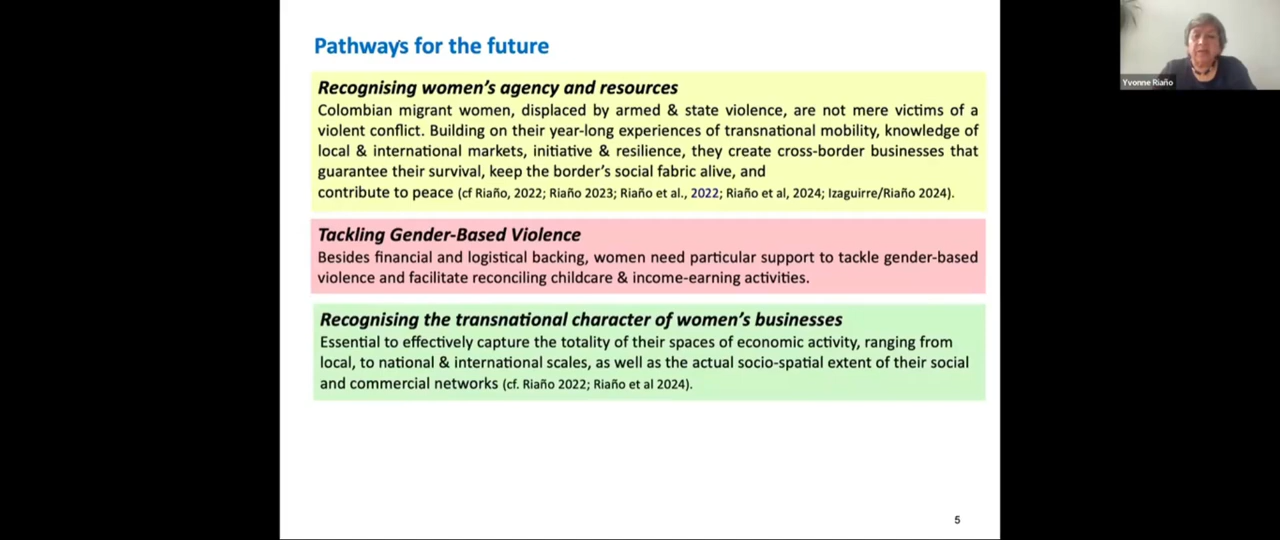 Pathways for the future
Yvonne Riaño
Recognising women's agency and resources
Colombian migrant women, displaced by armed & state violence, are not mere victims of a
violent conflict. Building on their year-long experiences of transnational mobility, knowledge of
local & international markets, initiative & resilience, they create cross-border businesses that
guarantee their survival, keep the border's social fabric alive, and
contribute to peace (cf Riaño, 2022; Riaño 2023; Riaño et al., 2022; Riaño et al, 2024; Izaguirre/Riaño 2024).
Tackling Gender-Based Violence
Besides financial and logistical backing, women need particular support to tackle gender-based
violence and facilitate reconciling childcare & income-earning activities.
Recognising the transnational character of women's businesses
Essential to effectively capture the totality of their spaces of economic activity, ranging from
local, to national & international scales, as well as the actual socio-spatial extent of their social
and commercial networks (cf. Riaño 2022; Riaño et al 2024).
5